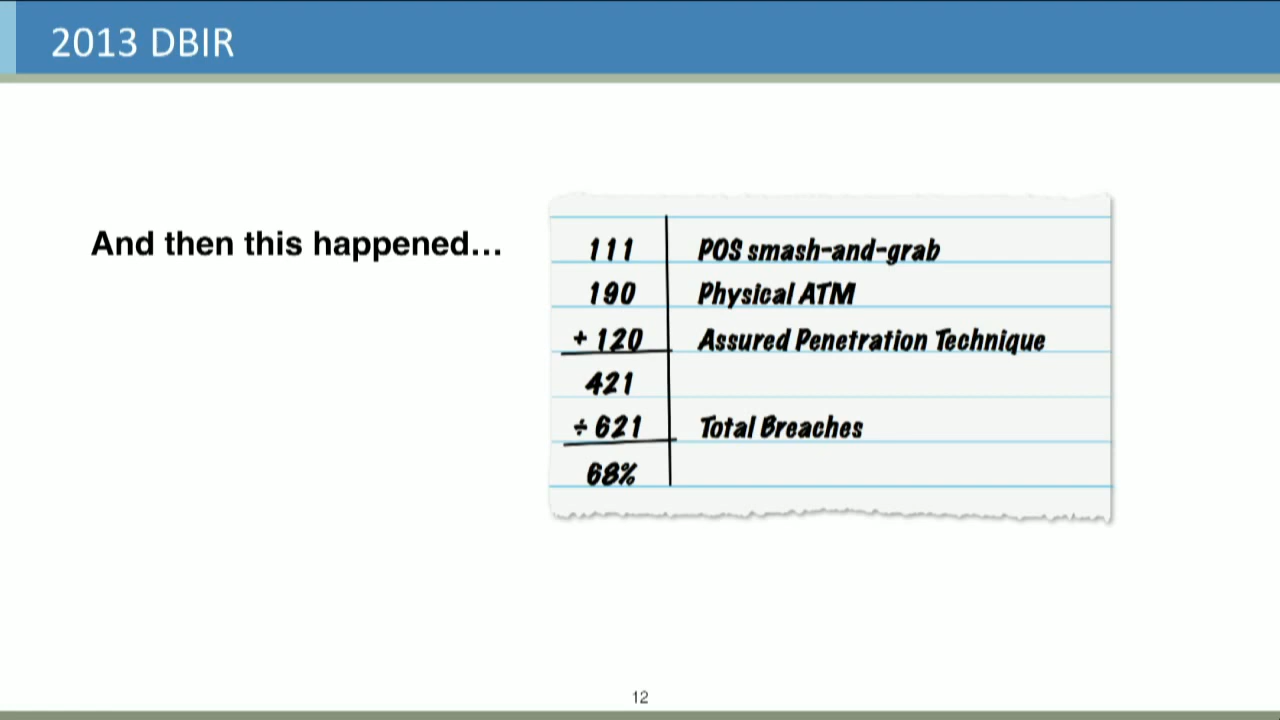 2013 DBIR
And then this happened...
111 POS smash-and-grab
190 Physical ATM
+ 120 Assured Penetration Technique
421
÷ 621 Total Breaches
68%
12